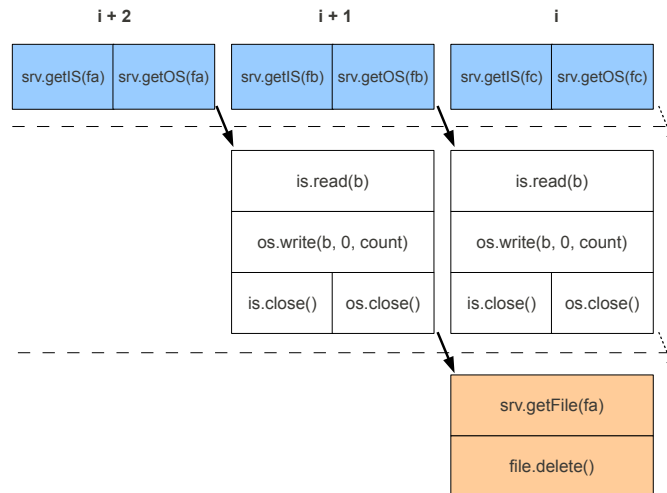 i + 2
i + 1
i
srv.getIS(fa)
srv.getOS(fa)
srv.getIS(fb)
srv.getOS(fb)
srv.getIS(fc)
srv.getOS(fc)
is.read(b)
is.read(b)
os.write(b, 0, count)
os.write(b, 0, count)
is.close()
os.close()
is.close()
os.close()
srv.getFile(fa)
file.delete()